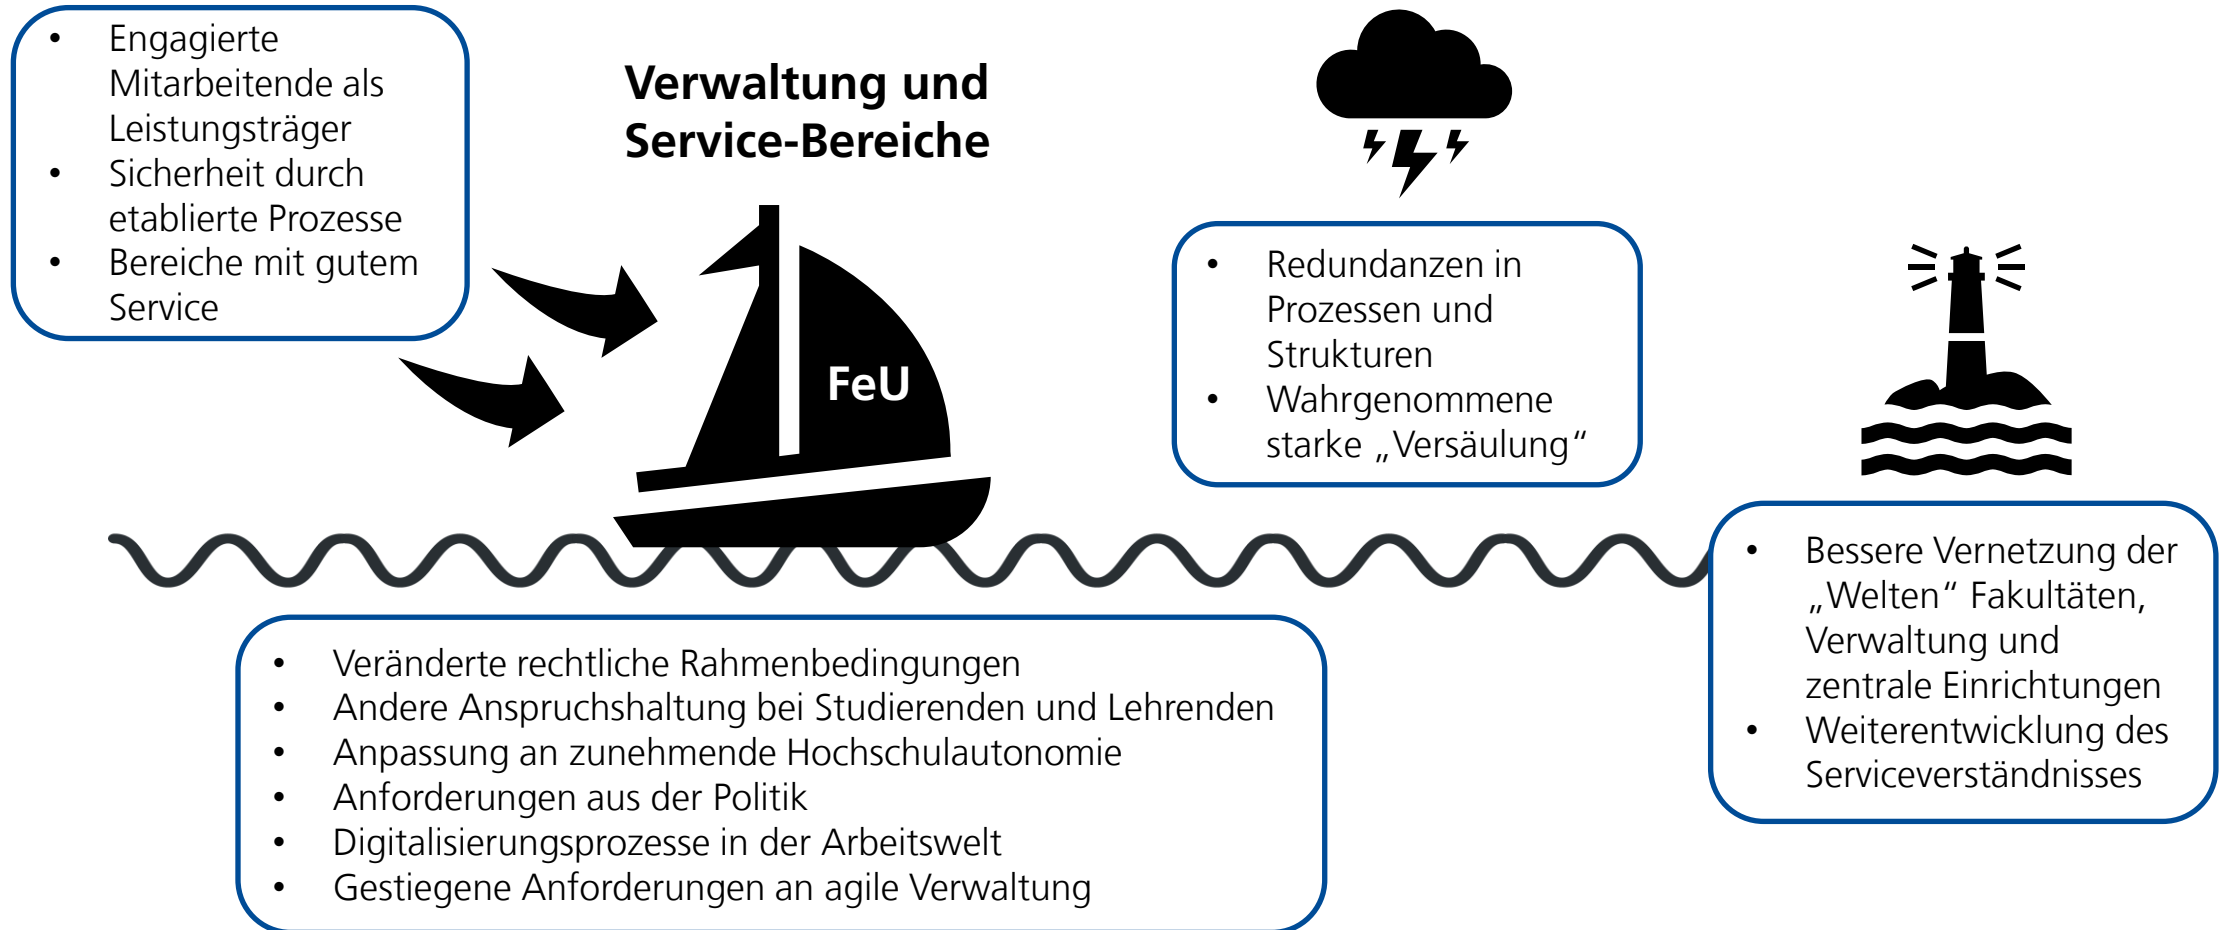 • Engagierte
Mitarbeitende als
Leistungsträger
• Sicherheit durch
etablierte Prozesse
• Bereiche mit gutem
Service
Verwaltung und
Service-Bereiche
FeU
• Redundanzen in
Prozessen und
Strukturen
• Wahrgenommene
starke „Versäulung“
• Bessere Vernetzung der
„Welten“ Fakultäten,
Verwaltung und
zentrale Einrichtungen
• Weiterentwicklung des
Serviceverständnisses
• Veränderte rechtliche Rahmenbedingungen
• Andere Anspruchshaltung bei Studierenden und Lehrenden
• Anpassung an zunehmende Hochschulautonomie
• Anforderungen aus der Politik
• Digitalisierungsprozesse in der Arbeitswelt
• Gestiegene Anforderungen an agile Verwaltung